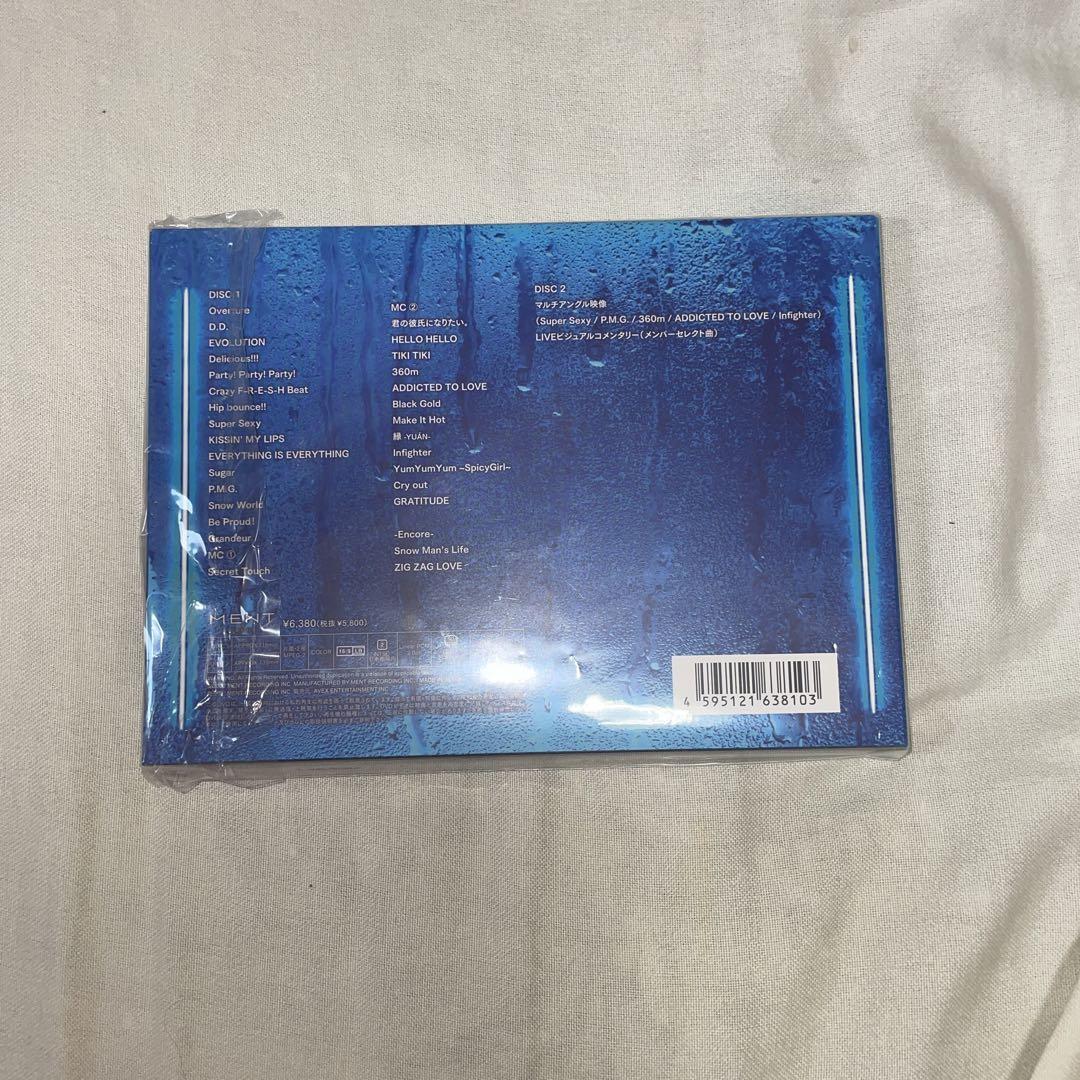 DISC 1
Overture
D.D.
EVOLUTION
Delicious!!!
Party! Party! Party!
Crazy F-R-E-S-H Beat
Hip bounce!!
Super Sexy
KISSIN' MY LIPS
EVERYTHING IS EVERYTHING
Sugar
P.M.G.
Snow World
Be Proud!
Grandeur
MC ①
Secret Touch
MC ②
君の彼氏になりたい。
HELLO HELLO
TIKI TIKI
360m
ADDICTED TO LOVE
Black Gold
Make It Hot
縁 -YUÁN-
Infighter
YumYumYum ~SpicyGirl~
Cry out
GRATITUDE
-Encore-
Snow Man's Life
ZIG ZAG LOVE
DISC 2
マルチアングル映像
(Super Sexy / P.M.G. / 360m / ADDICTED TO LOVE / Infighter)
LIVEビジュアルコメンタリー(メンバーセレクト曲)
MENT ¥6,380(税抜 ¥5,800)
MPEG-2 COLOR 16:9 LB 2
4 595121 638103